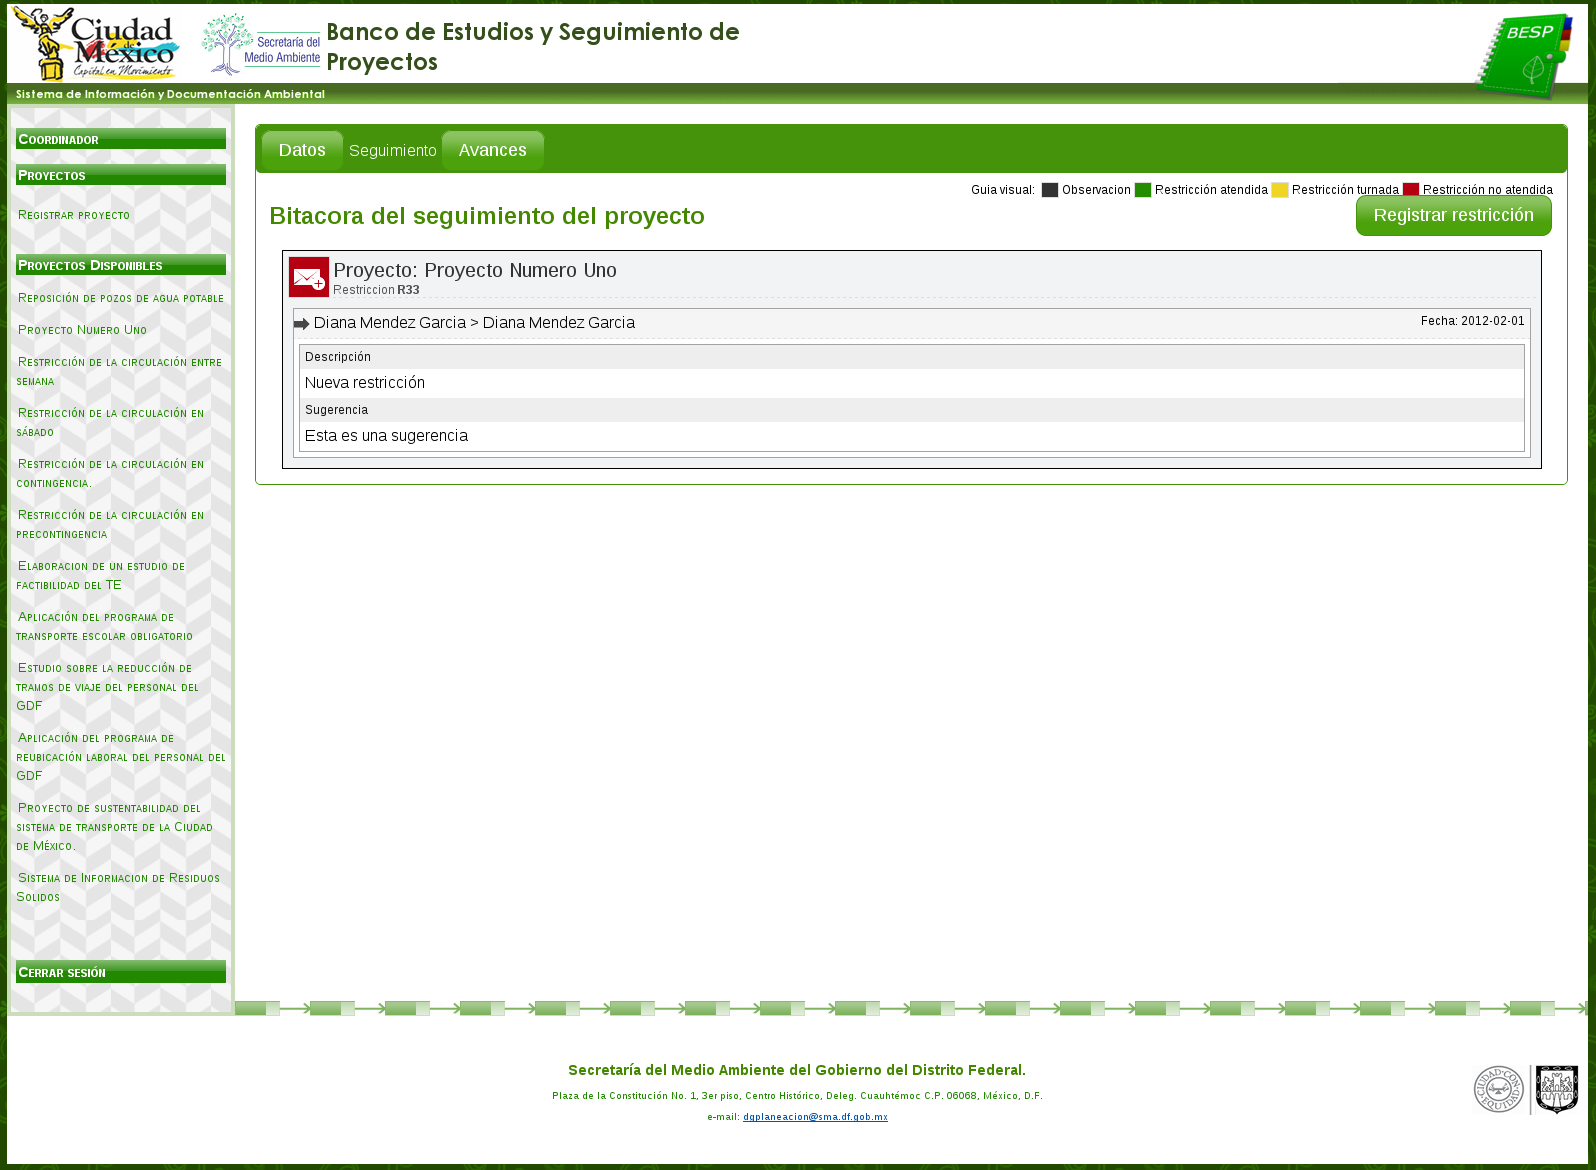 Ciudad de México
Capital en Movimiento
Secretaría del
Medio Ambiente
Banco de Estudios y Seguimiento de
Proyectos
BESP
Sistema de Información y Documentación Ambiental
Coordinador
Proyectos
Registrar proyecto
Proyectos Disponibles
Reposición de pozos de agua potable
Proyecto Numero Uno
Restricción de la circulación entre
semana
Restricción de la circulación en
sábado
Restricción de la circulación en
contingencia.
Restricción de la circulación en
precontingencia
Elaboracion de un estudio de
factibilidad del TE
Aplicación del programa de
transporte escolar obligatorio
Estudio sobre la reducción de
tramos de viaje del personal del
GDF
Aplicación del programa de
reubicación laboral del personal del
GDF
Proyecto de sustentabilidad del
sistema de transporte de la Ciudad
de México.
Sistema de Informacion de Residuos
Solidos
Cerrar sesión
Datos Seguimiento Avances
Guia visual: Observacion Restricción atendida Restricción turnada Restricción no atendida
Bitacora del seguimiento del proyecto
Registrar restricción
Proyecto: Proyecto Numero Uno
Restriccion R33
Diana Mendez Garcia > Diana Mendez Garcia
Fecha: 2012-02-01
Descripción
Nueva restricción
Sugerencia
Esta es una sugerencia
Secretaría del Medio Ambiente del Gobierno del Distrito Federal.
Plaza de la Constitución No. 1, 3er piso, Centro Histórico, Deleg. Cuauhtémoc C.P. 06068, México, D.F.
e-mail: dgplaneacion@sma.df.gob.mx
CIUDAD CON
EQUIDAD